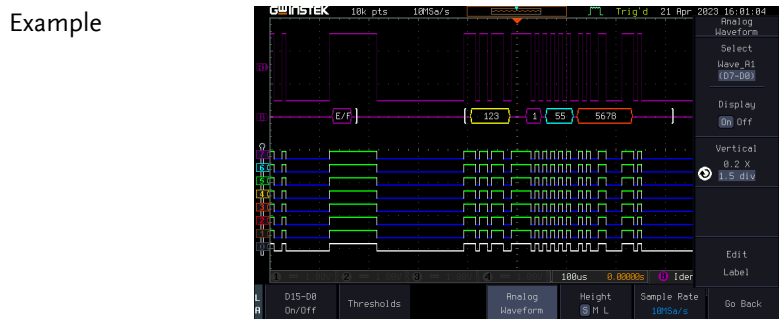 Example
GWINSTEK 10k pts 10MSa/s Trig'd 21 Apr 2023 16:01:04
Analog
Waveform
Select
Wave_A1
(D7-D0)
Display
On Off
Vertical
0.2 X
1.5 div
Edit
Label
E/F 123 1 55 5678
100us 0.00000s B Iden
D15-D0
On/Off
Thresholds
Analog
Waveform
Height
S M L
Sample Rate
10MSa/s
Go Back